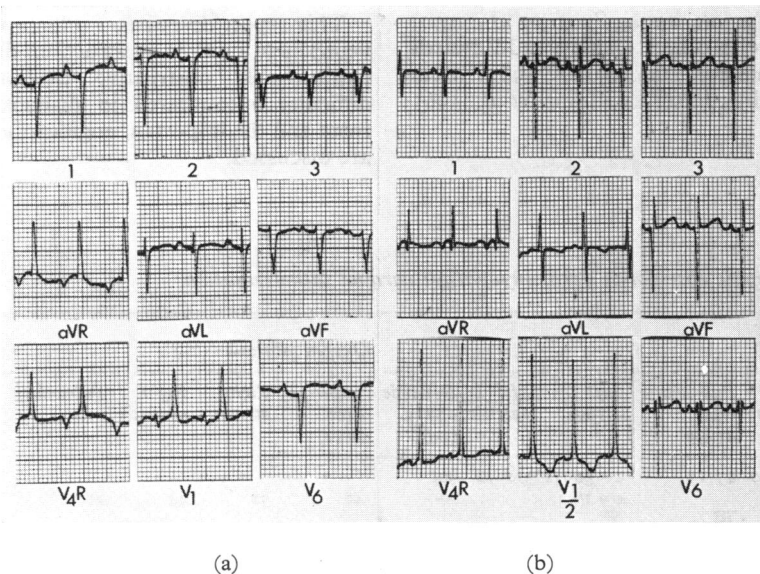 1 2 3 1 2 3
aVR aVL aVF aVR aVL aVF
V4R V1 V6 V4R V1/2 V6
(a) (b)